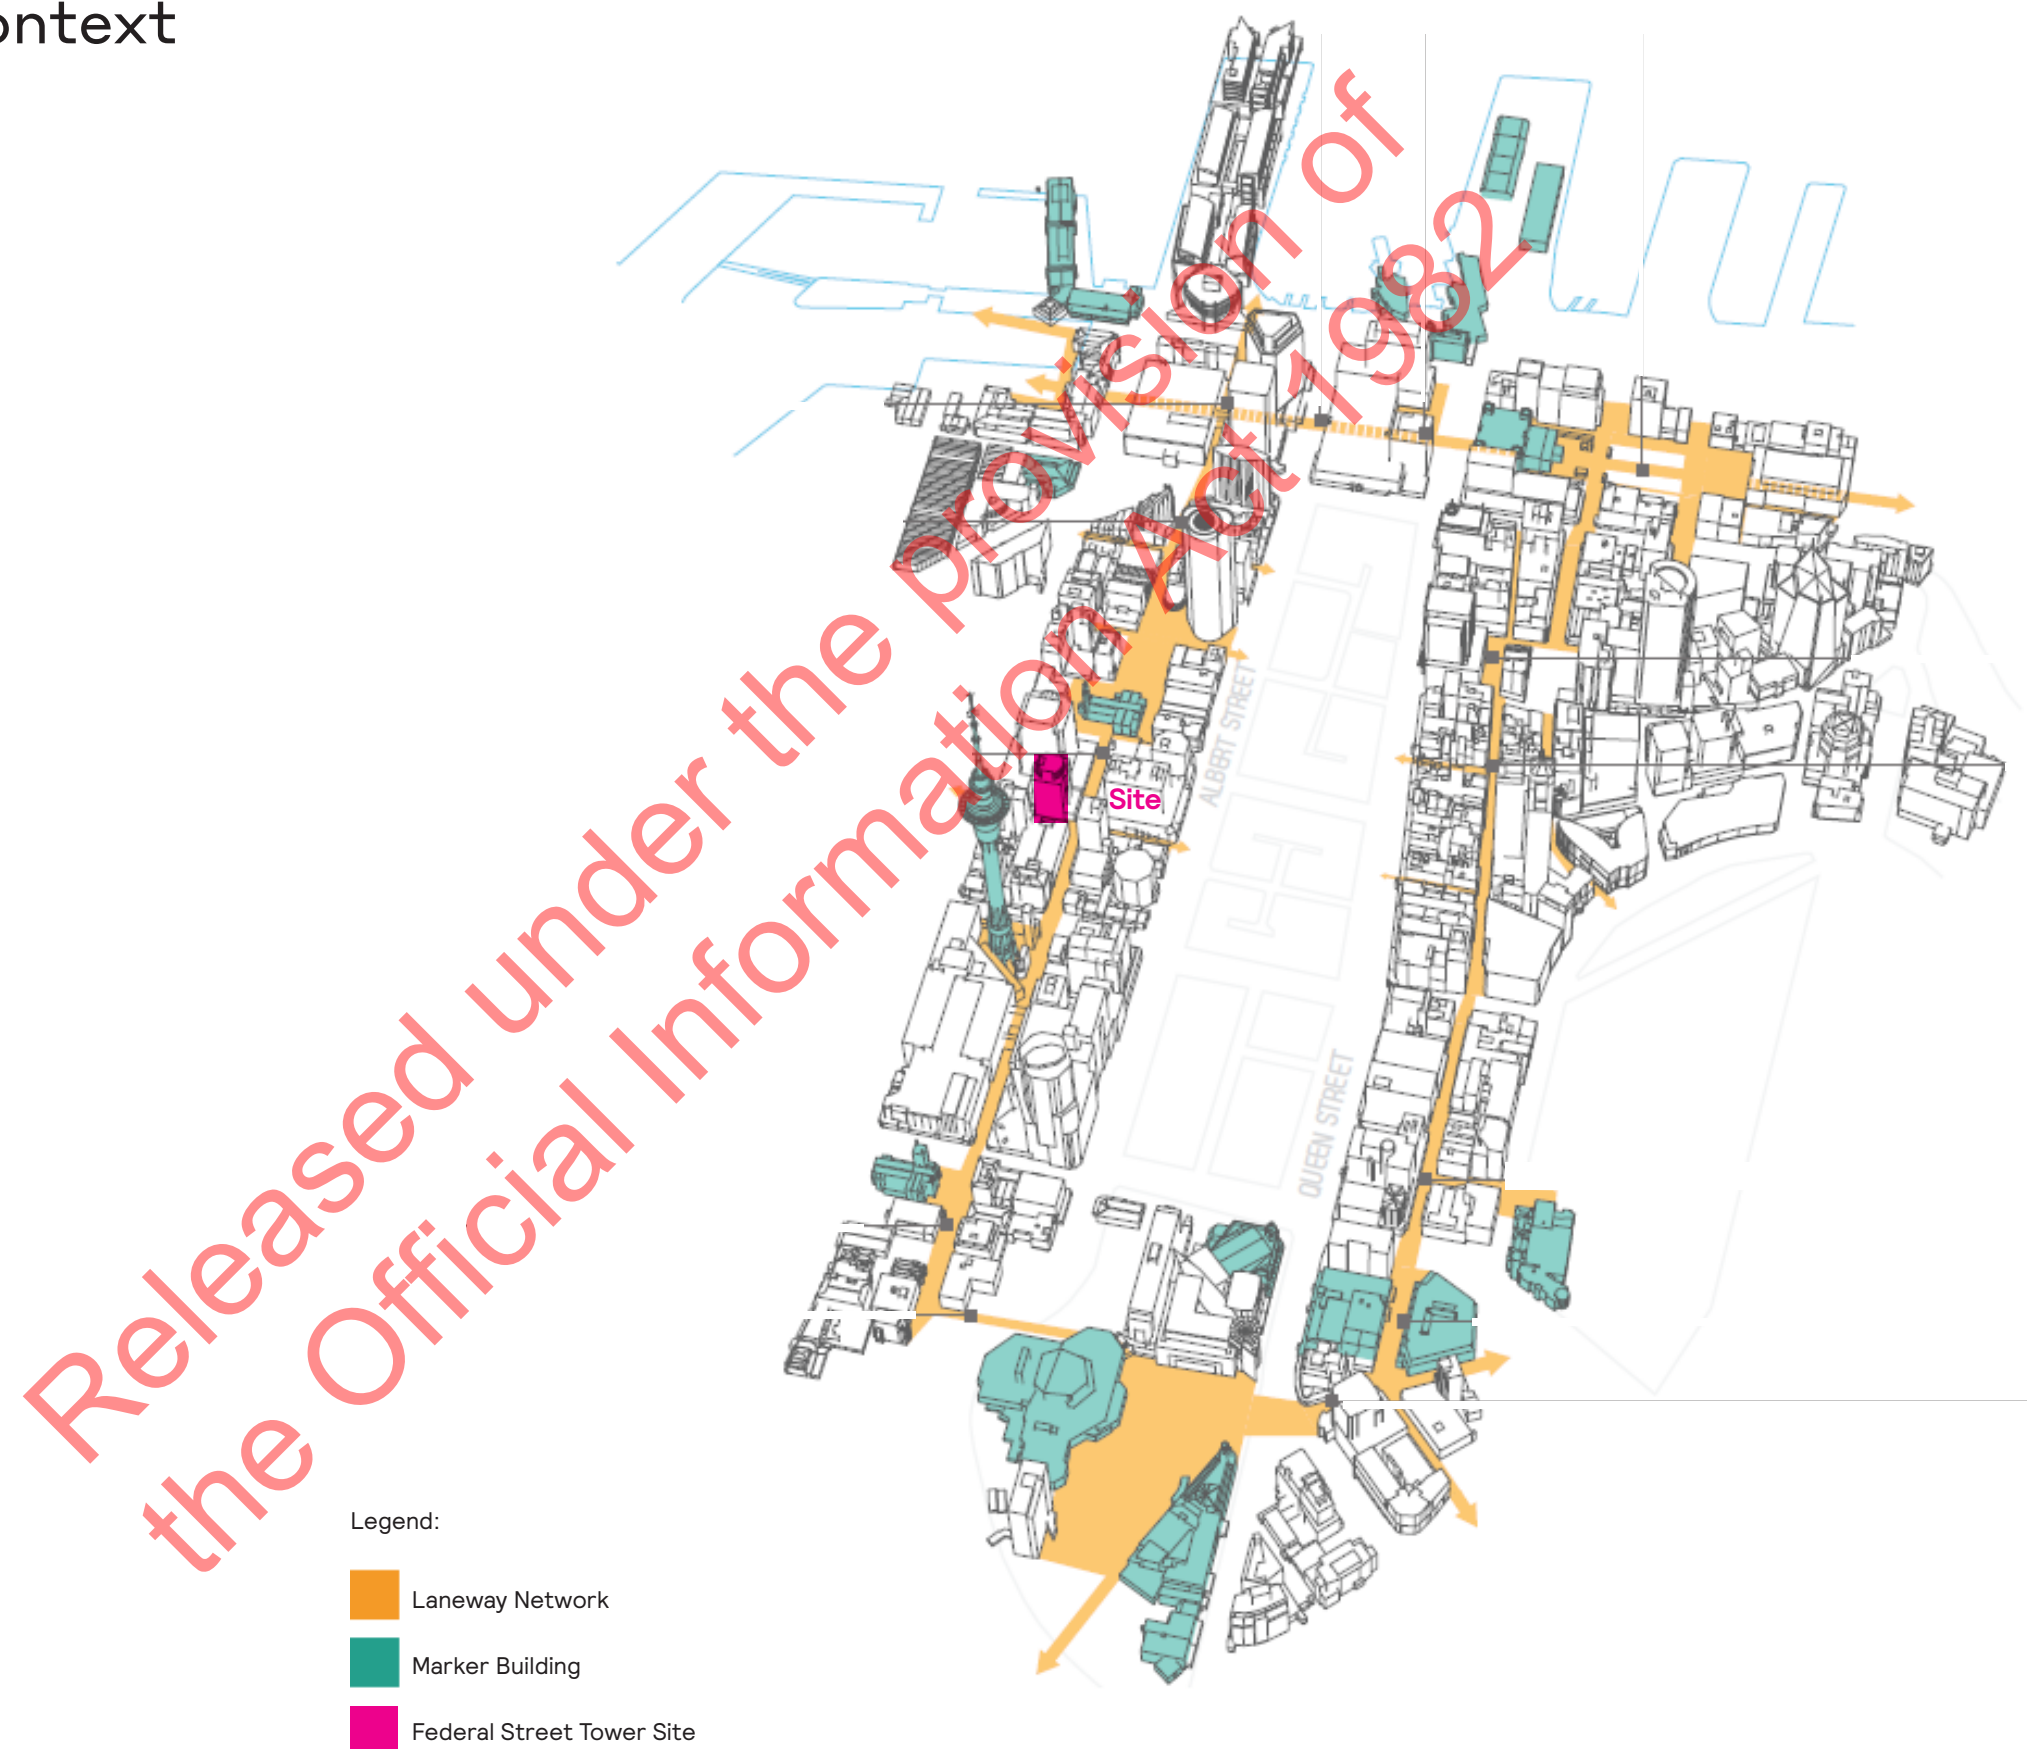 ontext
Released under the provision of
the Official Information Act 1982
ALBERT STREET
Site
QUEEN STREET
Legend:
Laneway Network
Marker Building
Federal Street Tower Site